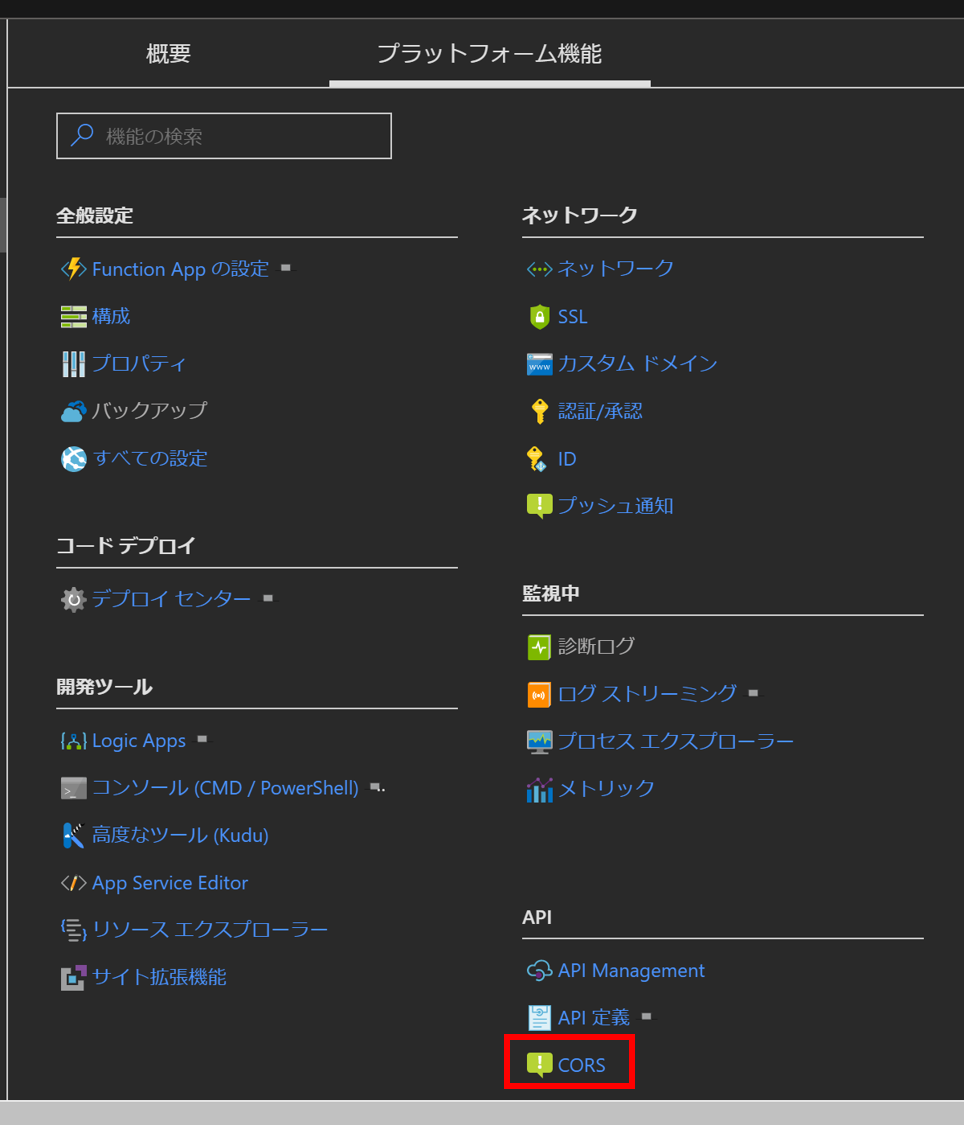 概要
プラットフォーム機能
機能の検索
全般設定
Function App の設定
構成
プロパティ
バックアップ
すべての設定
コード デプロイ
デプロイ センター
開発ツール
Logic Apps
コンソール (CMD / PowerShell)
高度なツール (Kudu)
App Service Editor
リソース エクスプローラー
サイト拡張機能
ネットワーク
ネットワーク
SSL
www
カスタム ドメイン
認証/承認
ID
プッシュ通知
監視中
診断ログ
ログ ストリーミング
プロセス エクスプローラー
メトリック
API
API Management
API 定義
CORS